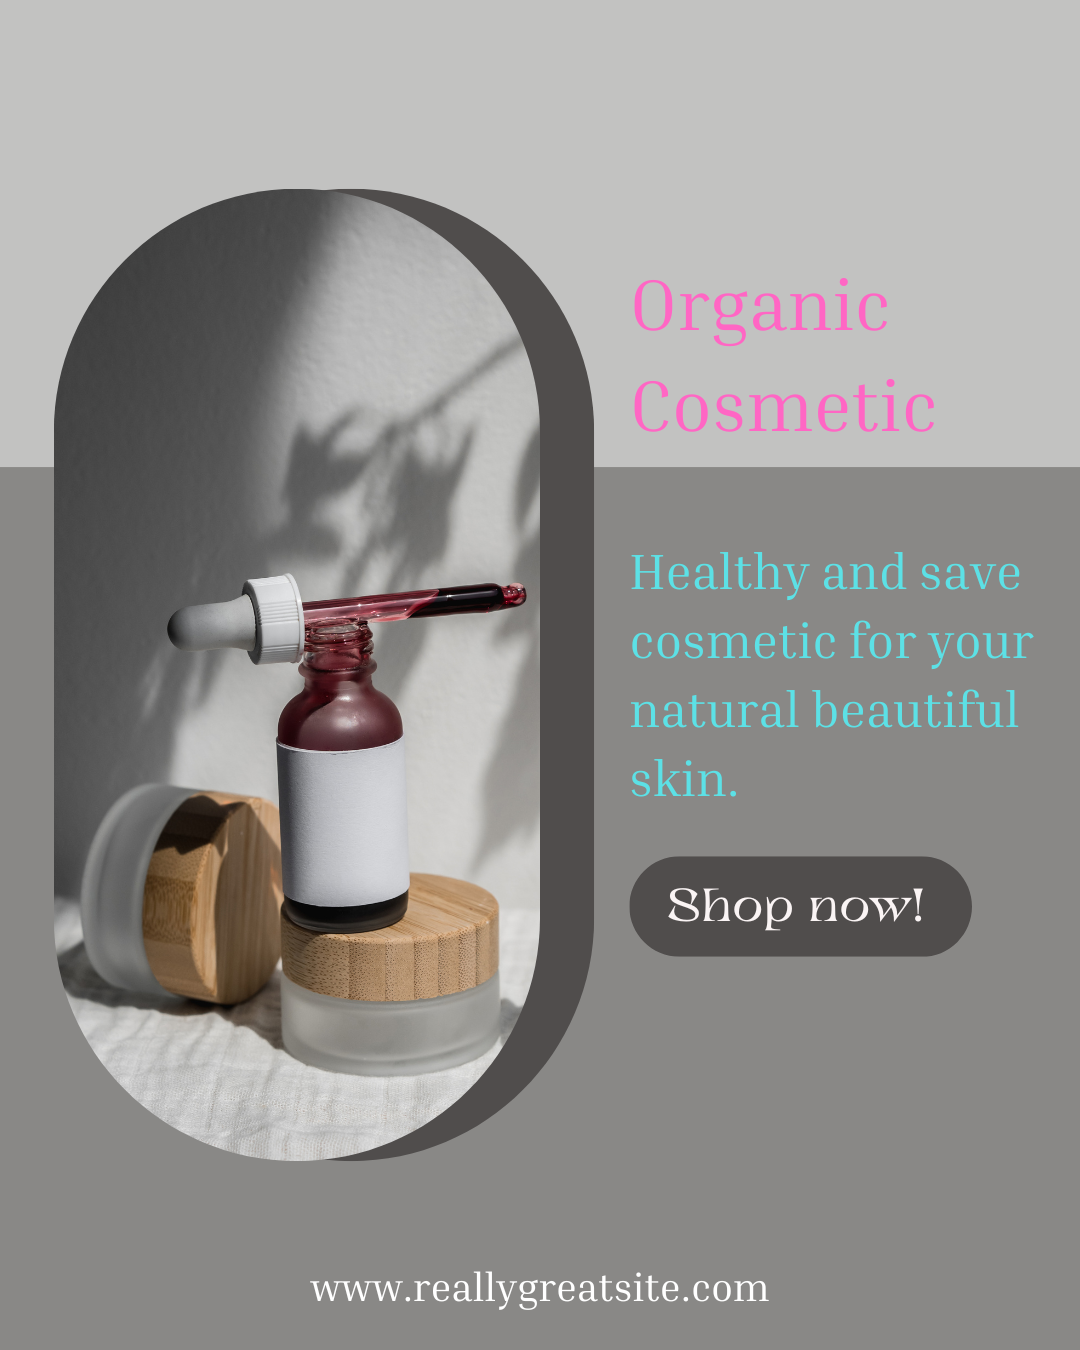 Organic
Cosmetic
Healthy and save
cosmetic for your
natural beautiful
skin.
Shop now!
www.reallygreatsite.com